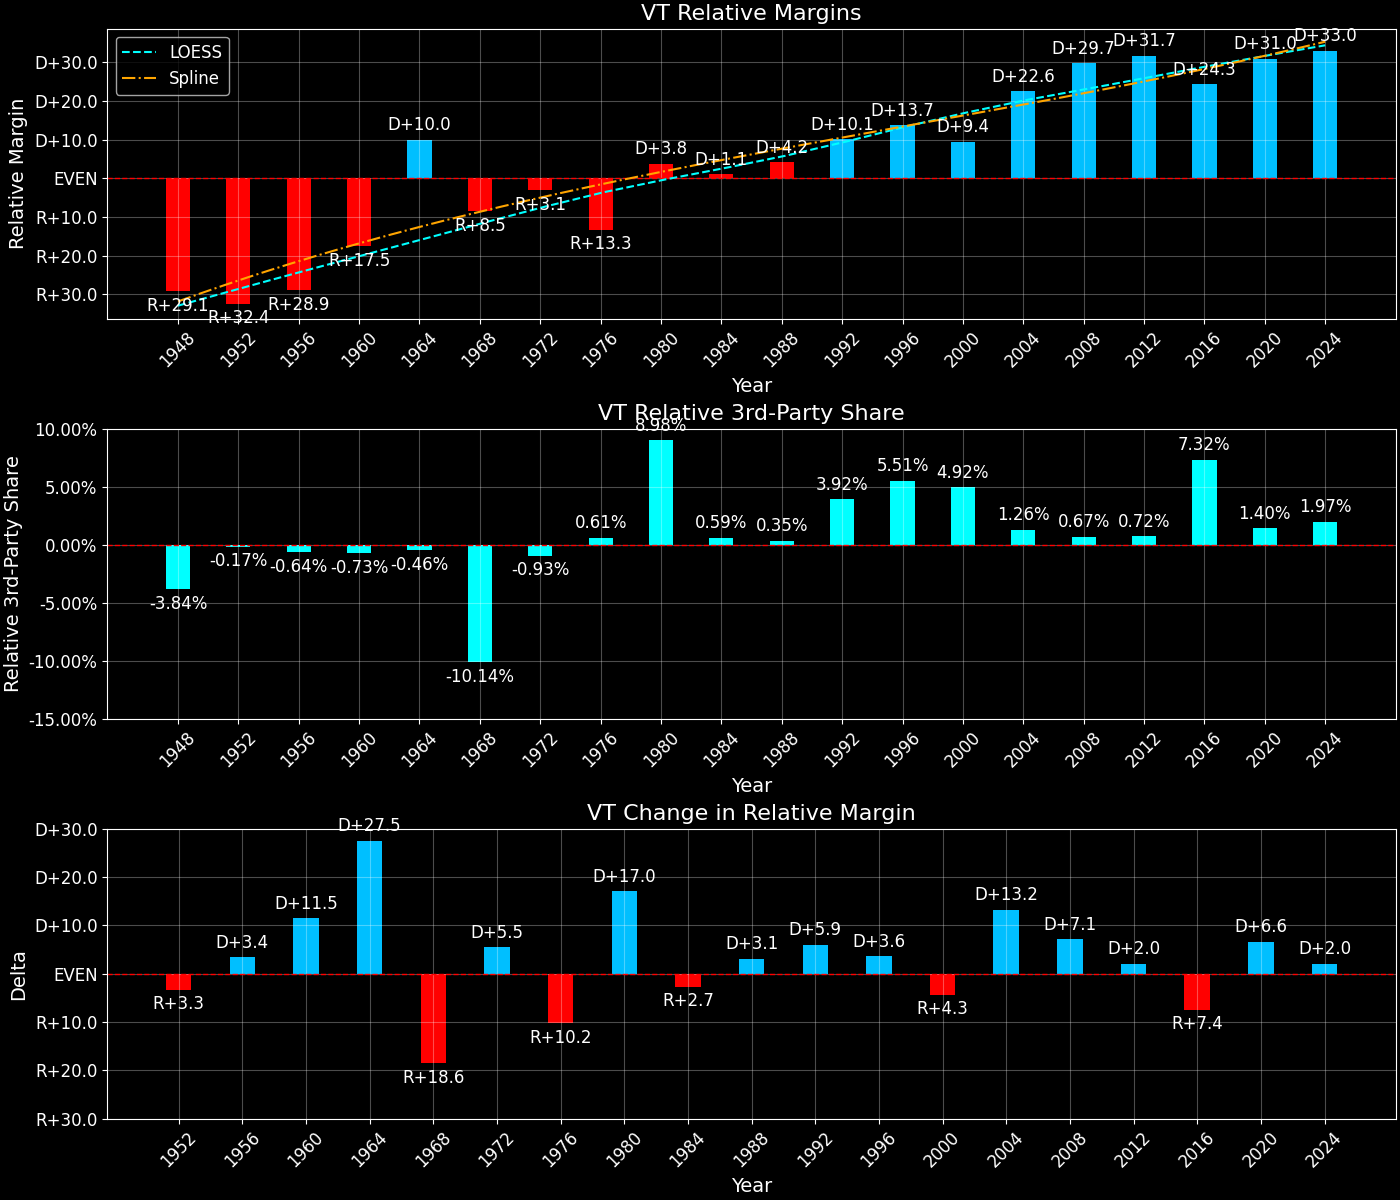 VT Relative Margins
LOESS
Spline
Relative Margin
D+30.0
D+20.0
D+10.0
EVEN
R+10.0
R+20.0
R+30.0
R+29.1
R+32.4
R+28.9
R+17.5
D+10.0
R+8.5
R+3.1
R+13.3
D+3.8
D+1.1
D+4.2
D+10.1
D+13.7
D+9.4
D+22.6
D+29.7
D+31.7
D+24.3
D+31.0
D+33.0
1948 1952 1956 1960 1964 1968 1972 1976 1980 1984 1988 1992 1996 2000 2004 2008 2012 2016 2020 2024
Year
VT Relative 3rd-Party Share
Relative 3rd-Party Share
10.00%
5.00%
0.00%
-5.00%
-10.00%
-15.00%
-3.84%
-0.17%
-0.64%
-0.73%
-0.46%
-10.14%
-0.93%
0.61%
8.98%
0.59%
0.35%
3.92%
5.51%
4.92%
1.26%
0.67%
0.72%
7.32%
1.40%
1.97%
1948 1952 1956 1960 1964 1968 1972 1976 1980 1984 1988 1992 1996 2000 2004 2008 2012 2016 2020 2024
Year
VT Change in Relative Margin
Delta
D+30.0
D+20.0
D+10.0
EVEN
R+10.0
R+20.0
R+30.0
R+3.3
D+3.4
D+11.5
D+27.5
R+18.6
D+5.5
R+10.2
D+17.0
R+2.7
D+3.1
D+5.9
D+3.6
R+4.3
D+13.2
D+7.1
D+2.0
R+7.4
D+6.6
D+2.0
1952 1956 1960 1964 1968 1972 1976 1980 1984 1988 1992 1996 2000 2004 2008 2012 2016 2020 2024
Year